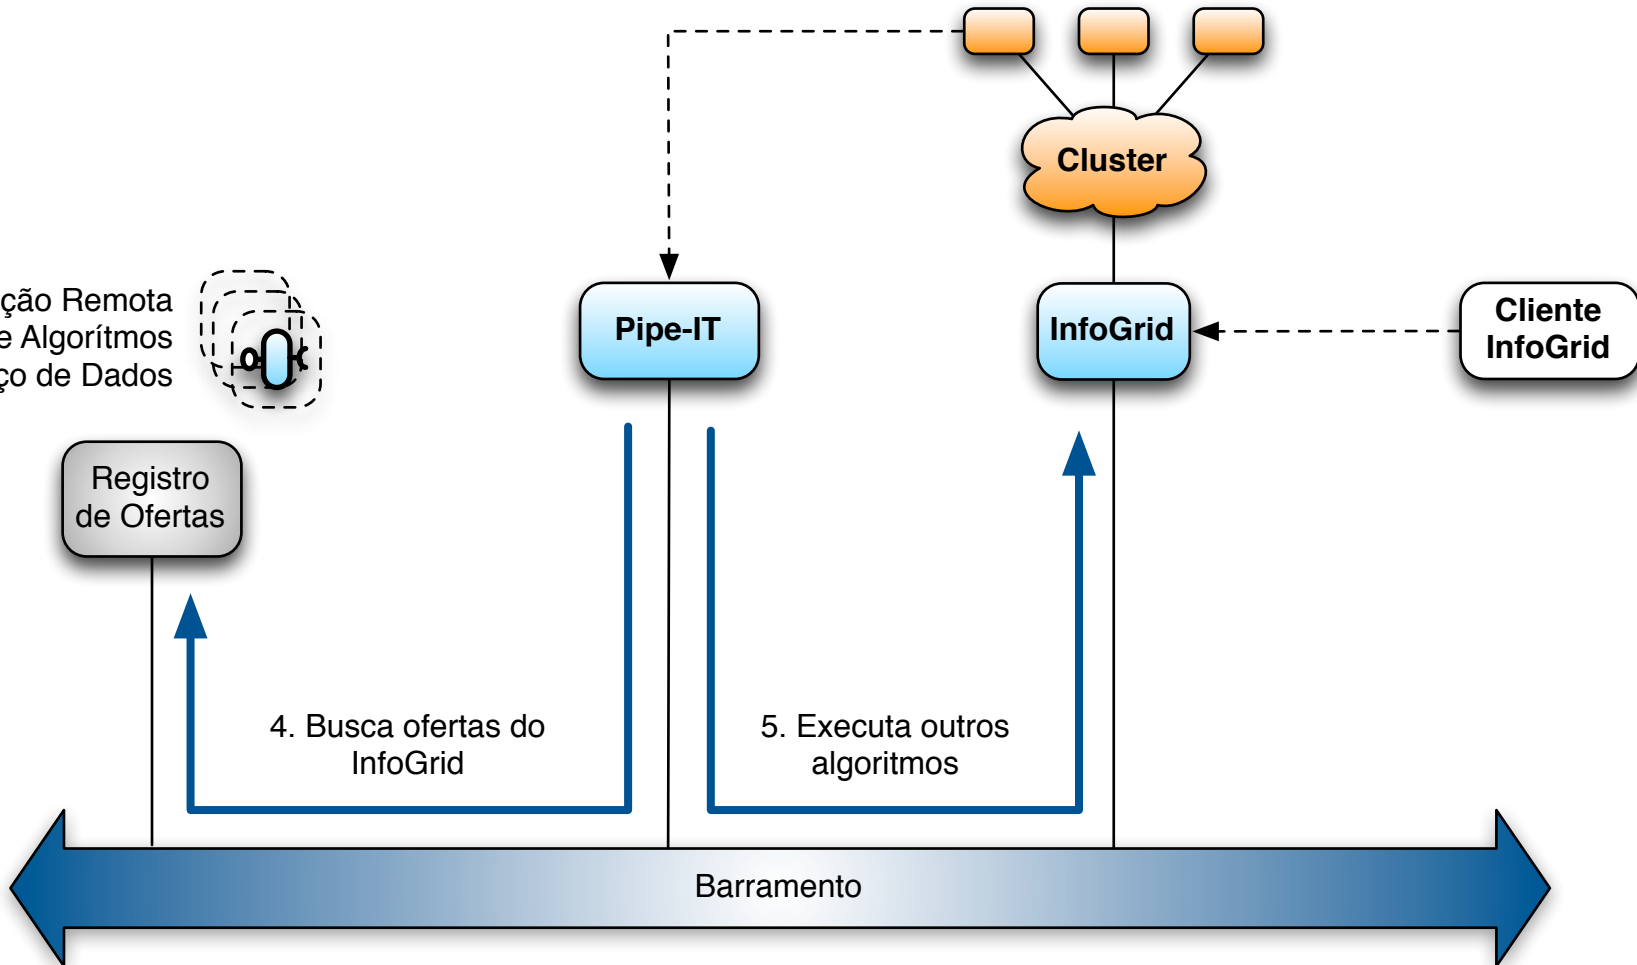 Cluster
ção Remota
e Algorítmos
ço de Dados
Pipe-IT
InfoGrid
Cliente
InfoGrid
Registro
de Ofertas
4. Busca ofertas do
InfoGrid
5. Executa outros
algoritmos
Barramento